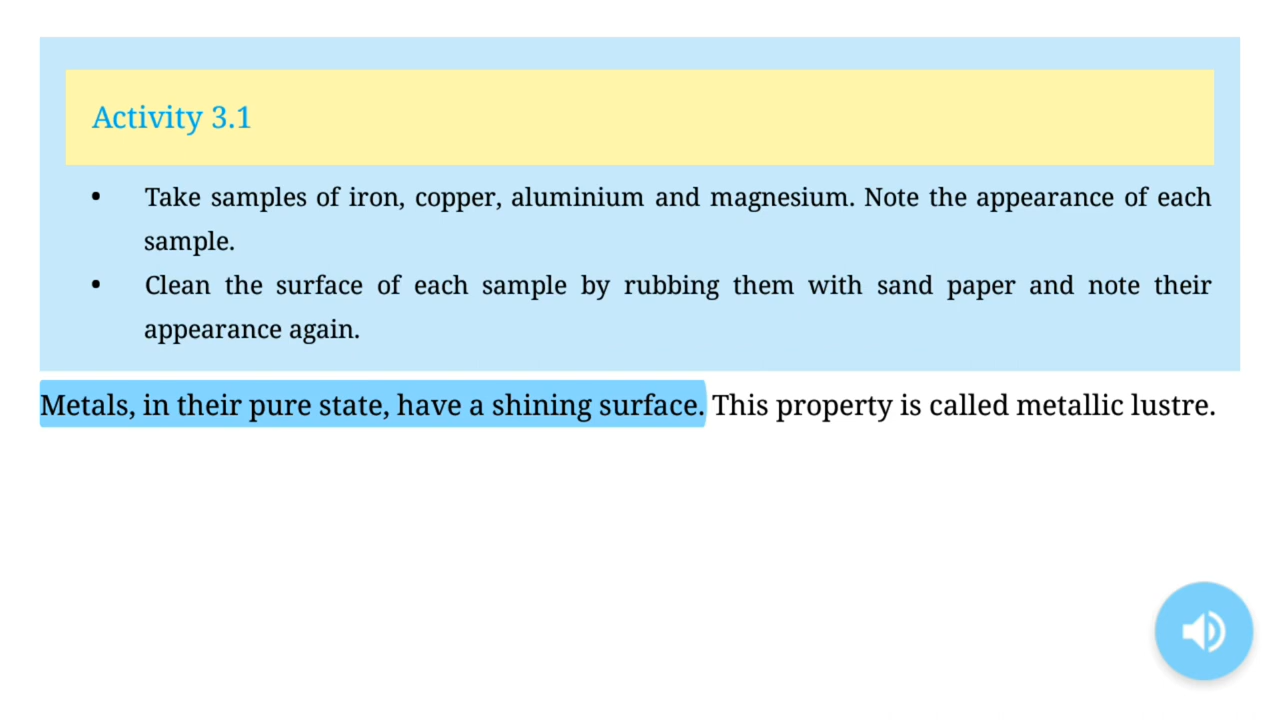 Activity 3.1
• Take samples of iron, copper, aluminium and magnesium. Note the appearance of each
sample.
• Clean the surface of each sample by rubbing them with sand paper and note their
appearance again.
Metals, in their pure state, have a shining surface. This property is called metallic lustre.